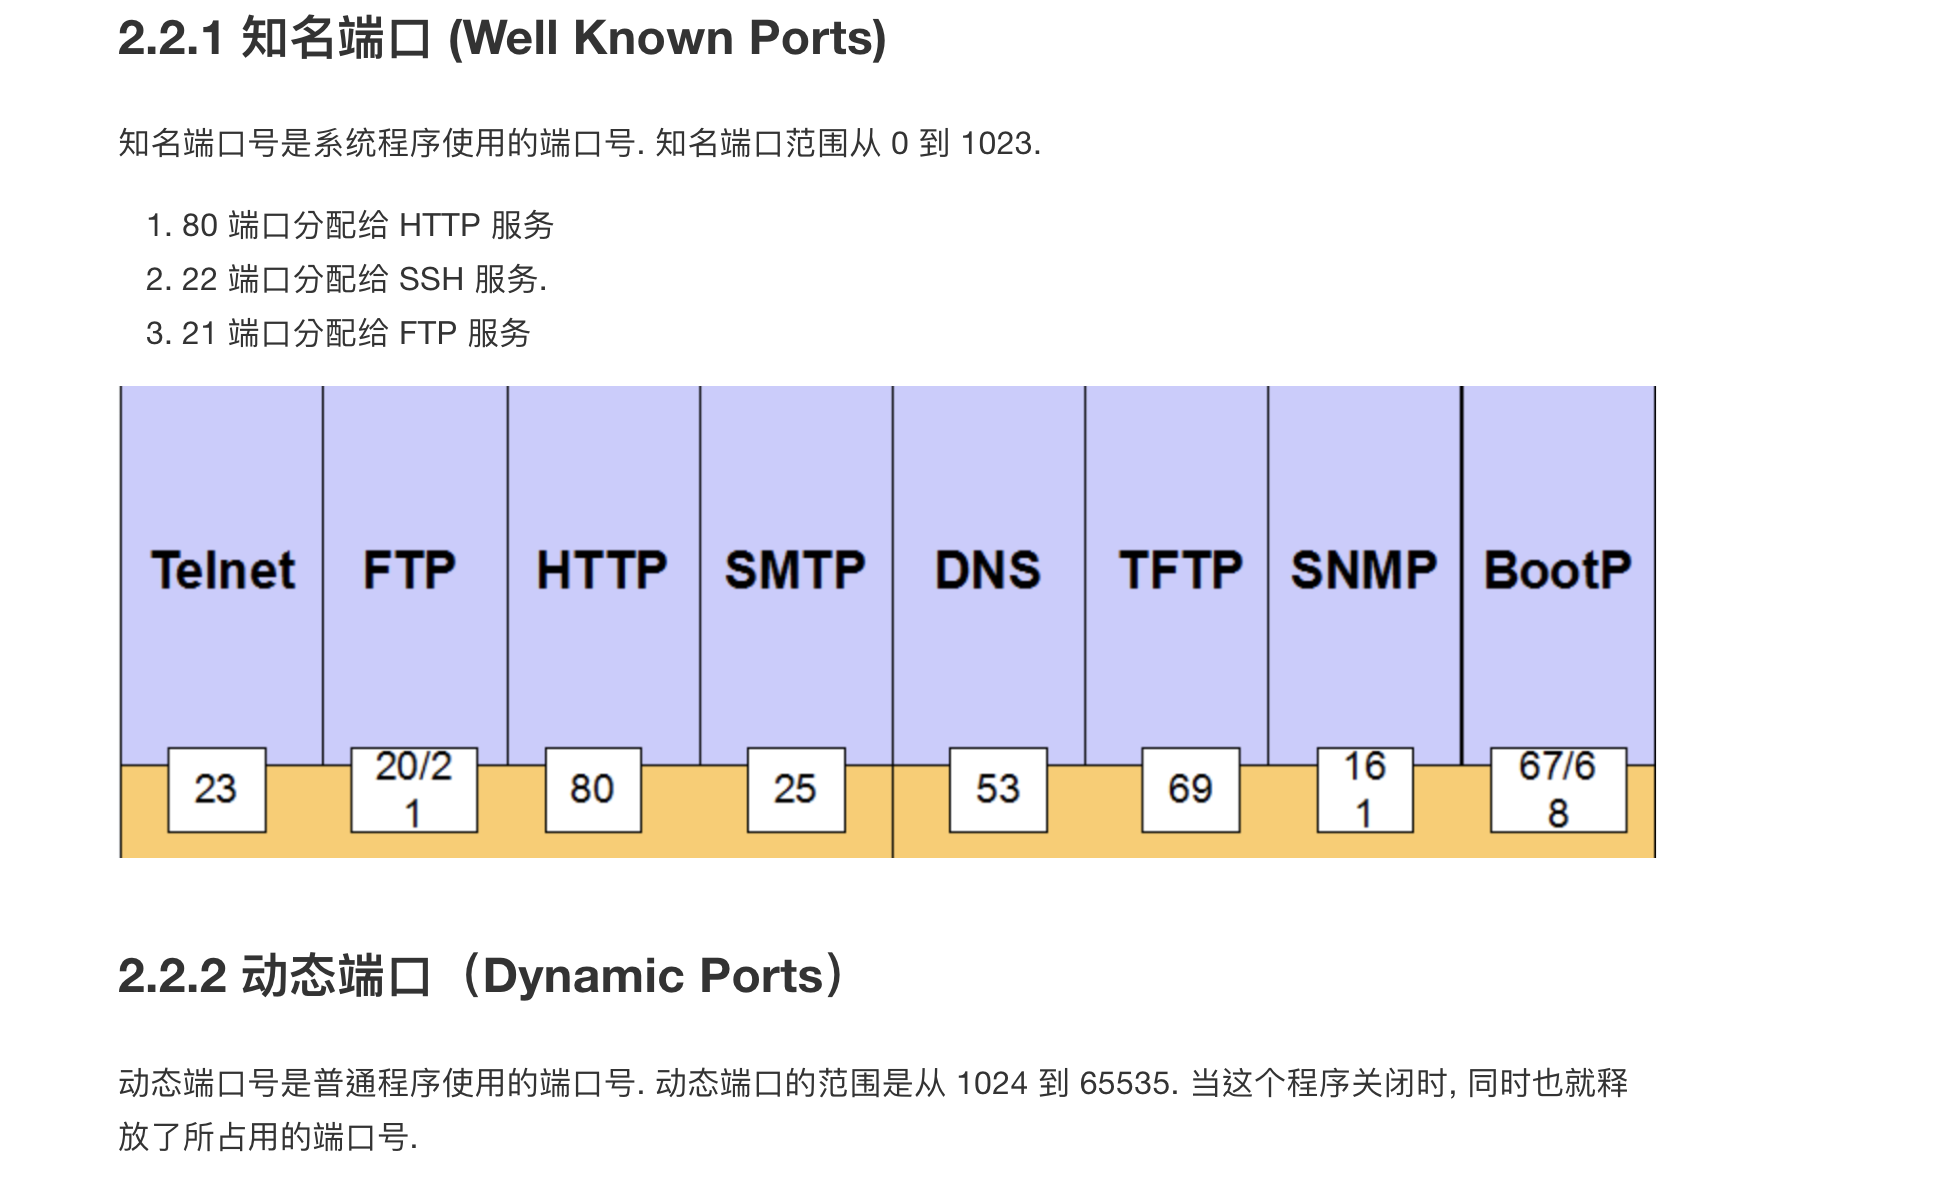 2.2.1 知名端口 (Well Known Ports)
知名端口号是系统程序使用的端口号. 知名端口范围从 0 到 1023.
1. 80 端口分配给 HTTP 服务
2. 22 端口分配给 SSH 服务.
3. 21 端口分配给 FTP 服务
Telnet FTP HTTP SMTP DNS TFTP SNMP BootP
23 20/2 80 25 53 69 16 67/6
1 1 8
2.2.2 动态端口（Dynamic Ports）
动态端口号是普通程序使用的端口号. 动态端口的范围是从 1024 到 65535. 当这个程序关闭时, 同时也就释
放了所占用的端口号.